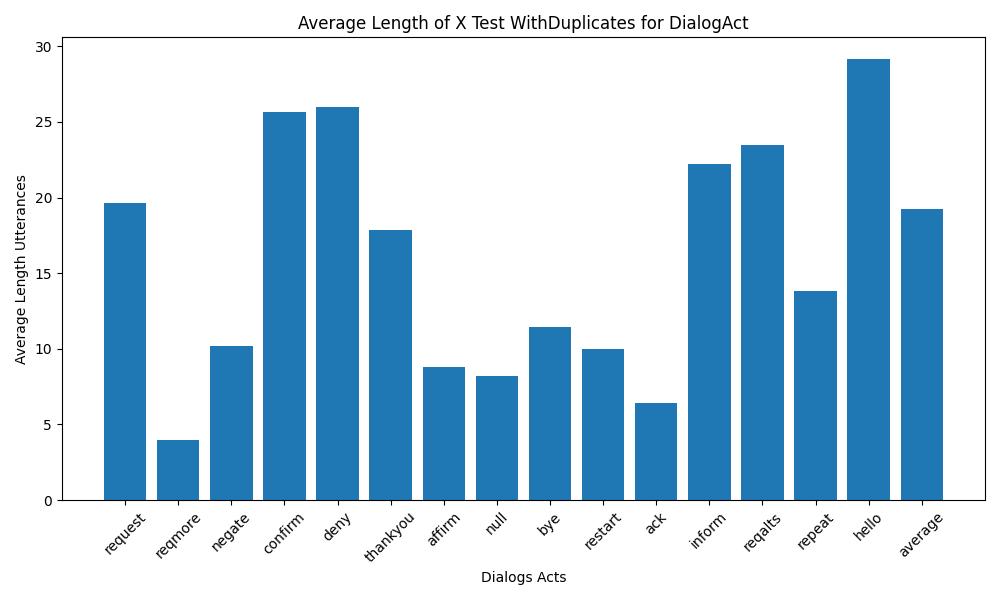 Average Length of X Test WithDuplicates for DialogAct
30
25
20
15
10
5
0
Average Length Utterances
request
reqmore
negate
confirm
deny
thankyou
affirm
null
bye
restart
ack
inform
reqalts
repeat
hello
average
Dialogs Acts